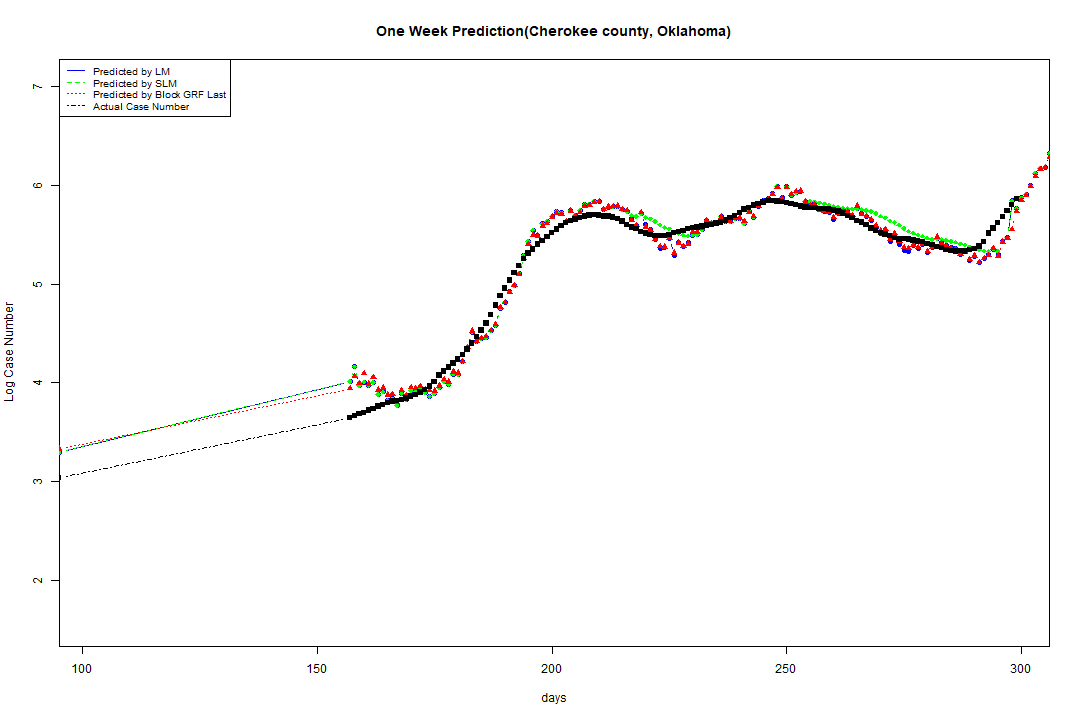 One Week Prediction(Cherokee county, Oklahoma)
Predicted by LM
Predicted by SLM
Predicted by Block GRF Last
Actual Case Number
7
6
5
4
3
2
Log Case Number
100 150 200 250 300
days